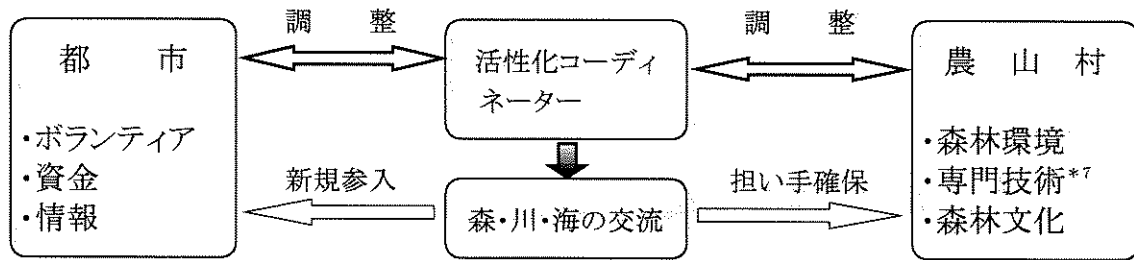 調整
調整
都市
・ボランティア
・資金
・情報
活性化コーディ
ネーター
農山村
・森林環境
・専門技術*7
・森林文化
新規参入
担い手確保
森・川・海の交流